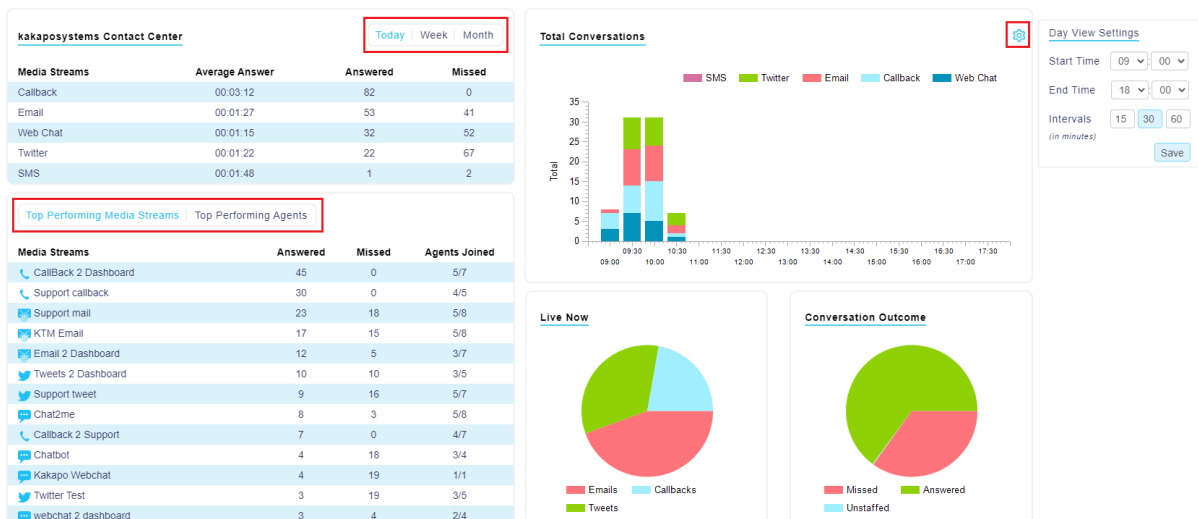 kakaposystems Contact Center
Today Week Month
Media Streams Average Answer Answered Missed
Callback 00:03:12 82 0
Email 00:01:27 53 41
Web Chat 00:01:15 32 52
Twitter 00:01:22 22 67
SMS 00:01:48 1 2
Top Performing Media Streams Top Performing Agents
Media Streams Answered Missed Agents Joined
CallBack 2 Dashboard 45 0 5/7
Support callback 30 0 4/5
Support mail 23 18 5/8
KTM Email 17 15 5/8
Email 2 Dashboard 12 5 3/7
Tweets 2 Dashboard 10 10 3/5
Support tweet 9 16 5/7
Chat2me 8 3 5/8
Callback 2 Support 7 0 4/7
Chatbot 4 18 3/4
Kakapo Webchat 4 19 1/1
Twitter Test 3 19 3/5
webchat 2 dashboard 3 4 2/4
Total Conversations
SMS Twitter Email Callback Web Chat
35
30
25
20
15
10
5
0
Total
09:30 10:30 11:30 12:30 13:30 14:30 15:30 16:30 17:30
09:00 10:00 11:00 12:00 13:00 14:00 15:00 16:00 17:00
Live Now
Emails Callbacks
Tweets
Conversation Outcome
Missed Answered
Unstaffed
Day View Settings
Start Time 09 : 00
End Time 18 : 00
Intervals 15 30 60
(in minutes)
Save